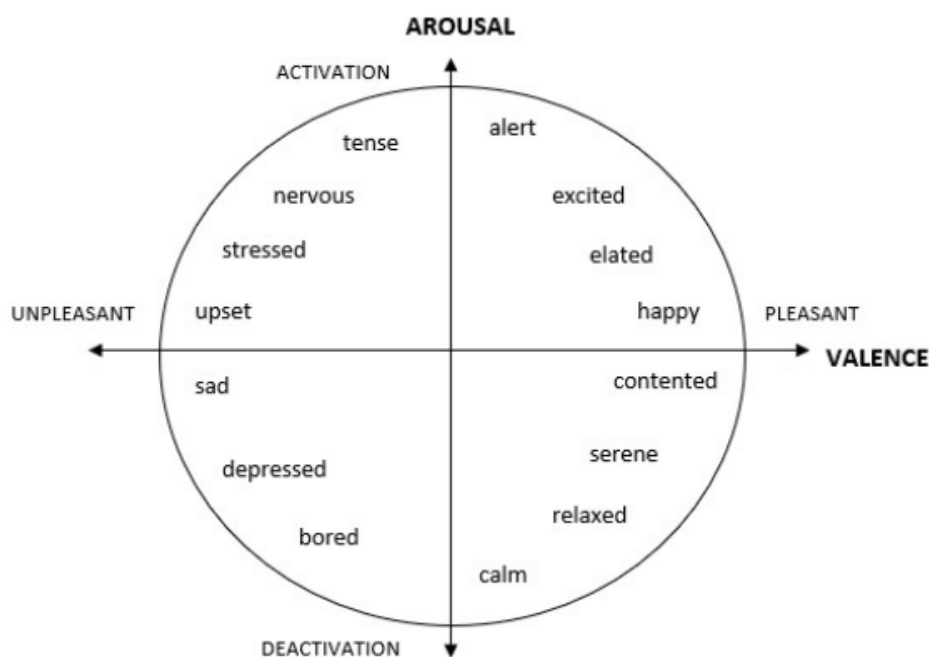 AROUSAL
ACTIVATION
tense
alert
nervous
excited
stressed
elated
UNPLEASANT
upset
happy
PLEASANT
VALENCE
sad
contented
depressed
serene
bored
relaxed
calm
DEACTIVATION